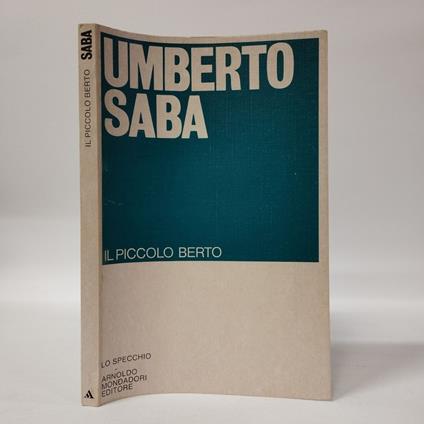 SABA
IL PICCOLO BERTO
UMBERTO
SABA
IL PICCOLO BERTO
LO SPECCHIO
ARNOLDO
MONDADORI
EDITORE